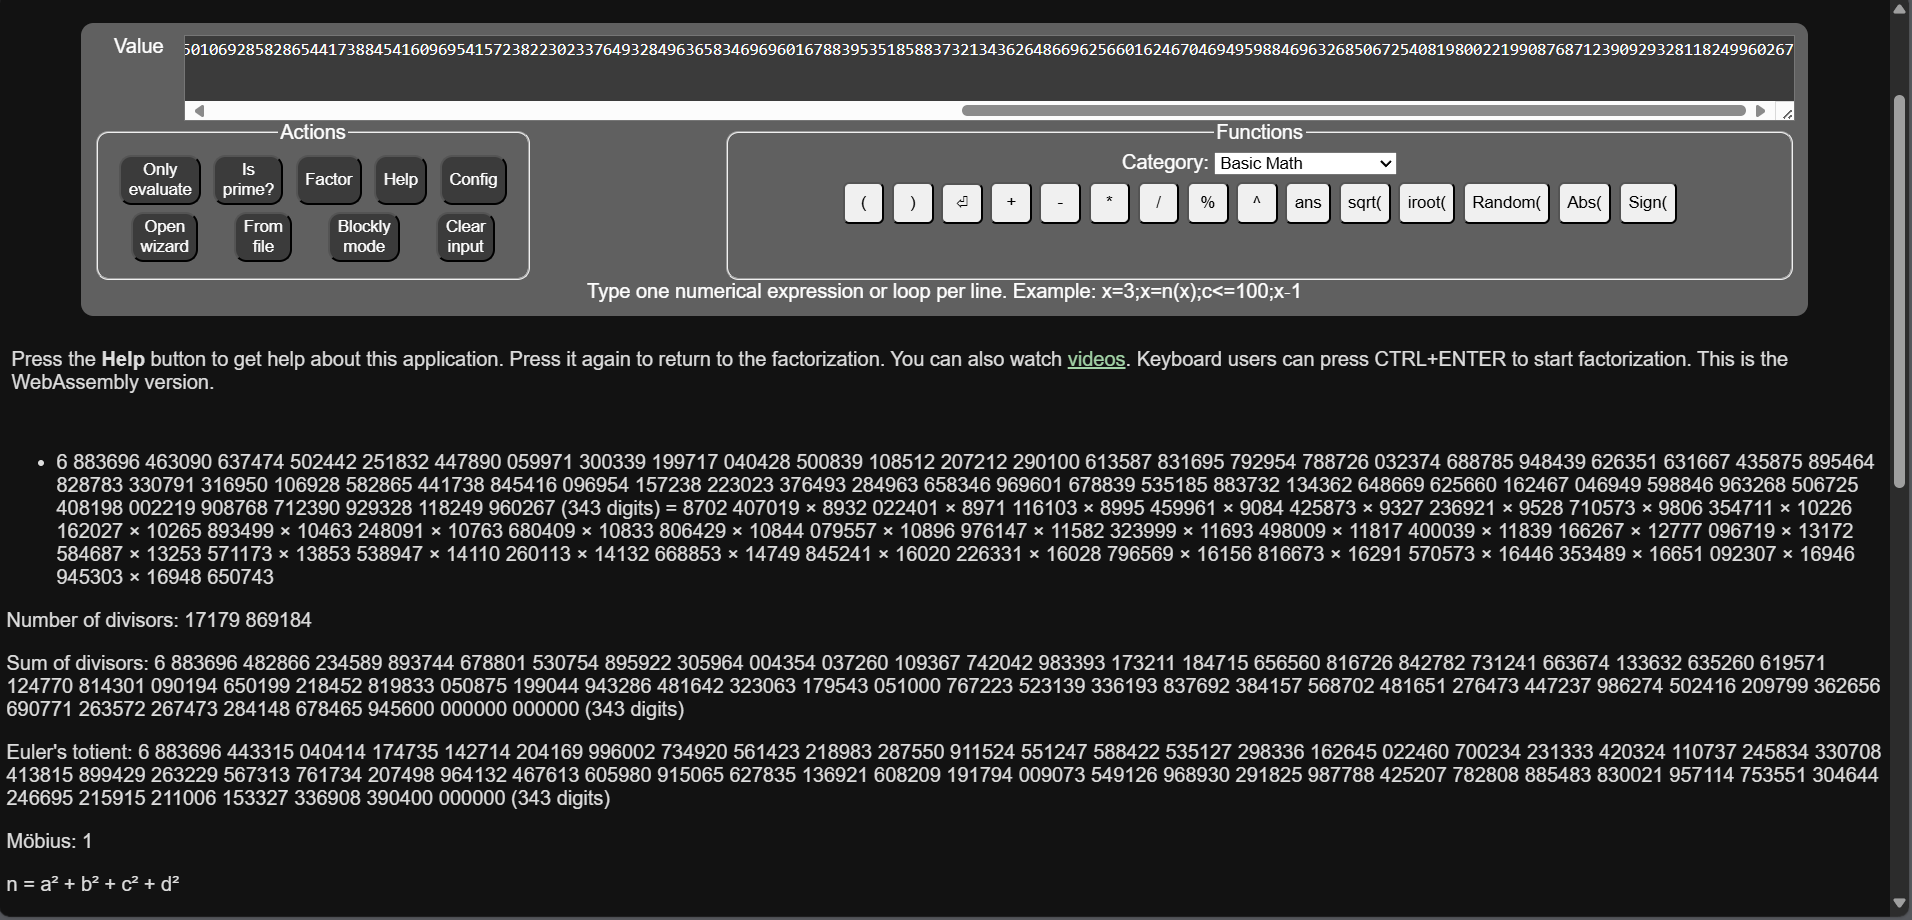 Value
50106928582865441738845416096954157238223023376493284963658346969601678839535185883732134362648669625660162467046949598846963268506725408198002219908768712390929328118249960267
Actions
Functions
Category: Basic Math
Only evaluate
Is prime?
Factor
Help
Config
( ) ⏎ + - * / % ^ ans sqrt( iroot( Random( Abs( Sign(
Open wizard
From file
Blockly mode
Clear input
Type one numerical expression or loop per line. Example: x=3;x=n(x);c<=100;x-1
Press the Help button to get help about this application. Press it again to return to the factorization. You can also watch videos. Keyboard users can press CTRL+ENTER to start factorization. This is the
WebAssembly version.
• 6 883696 463090 637474 502442 251832 447890 059971 300339 199717 040428 500839 108512 207212 290100 613587 831695 792954 788726 032374 688785 948439 626351 631667 435875 895464
828783 330791 316950 106928 582865 441738 845416 096954 157238 223023 376493 284963 658346 969601 678839 535185 883732 134362 648669 625660 162467 046949 598846 963268 506725
408198 002219 908768 712390 929328 118249 960267 (343 digits) = 8702 407019 × 8932 022401 × 8971 116103 × 8995 459961 × 9084 425873 × 9327 236921 × 9528 710573 × 9806 354711 × 10226
162027 × 10265 893499 × 10463 248091 × 10763 680409 × 10833 806429 × 10844 079557 × 10896 976147 × 11582 323999 × 11693 498009 × 11817 400039 × 11839 166267 × 12777 096719 × 13172
584687 × 13253 571173 × 13853 538947 × 14110 260113 × 14132 668853 × 14749 845241 × 16020 226331 × 16028 796569 × 16156 816673 × 16291 570573 × 16446 353489 × 16651 092307 × 16946
945303 × 16948 650743
Number of divisors: 17179 869184
Sum of divisors: 6 883696 482866 234589 893744 678801 530754 895922 305964 004354 037260 109367 742042 983393 173211 184715 656560 816726 842782 731241 663674 133632 635260 619571
124770 814301 090194 650199 218452 819833 050875 199044 943286 481642 323063 179543 051000 767223 523139 336193 837692 384157 568702 481651 276473 447237 986274 502416 209799 362656
690771 263572 267473 284148 678465 945600 000000 000000 (343 digits)
Euler's totient: 6 883696 443315 040414 174735 142714 204169 996002 734920 561423 218983 287550 911524 551247 588422 535127 298336 162645 022460 700234 231333 420324 110737 245834 330708
413815 899429 263229 567313 761734 207498 964132 467613 605980 915065 627835 136921 608209 191794 009073 549126 968930 291825 987788 425207 782808 885483 830021 957114 753551 304644
246695 215915 211006 153327 336908 390400 000000 (343 digits)
Möbius: 1
n = a² + b² + c² + d²